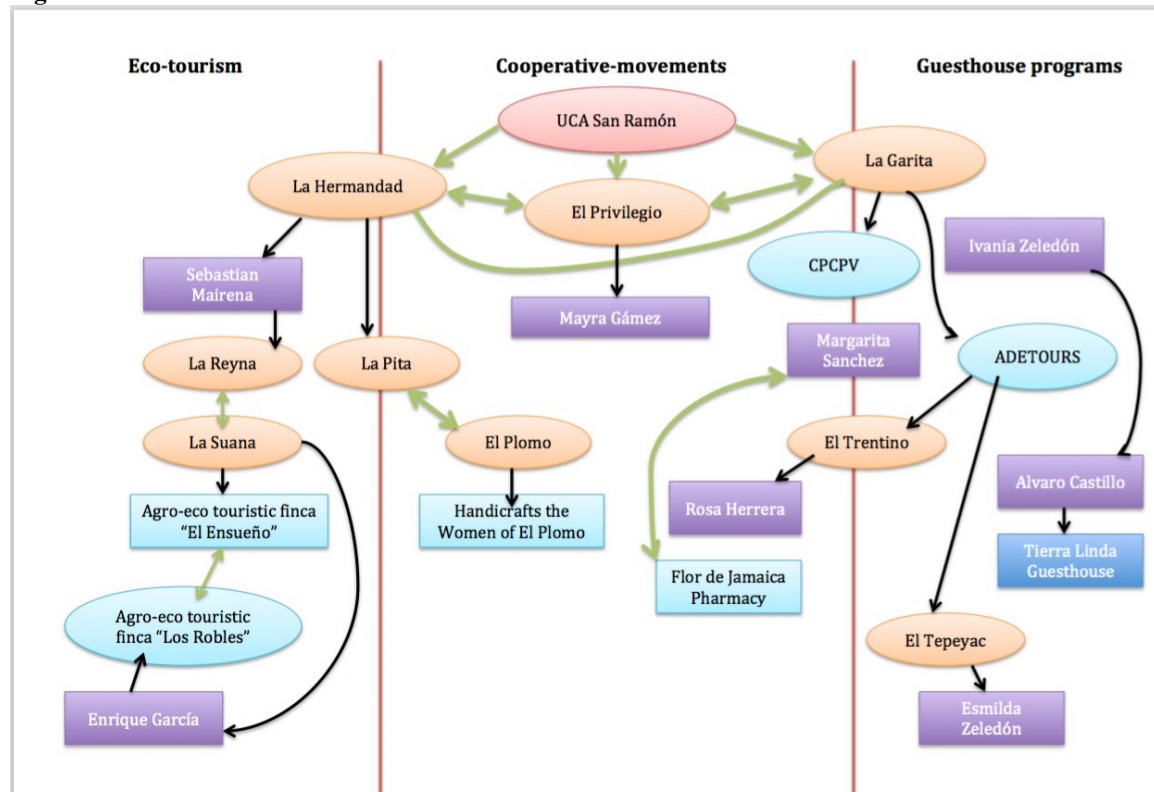 Eco-tourism
Cooperative-movements
Guesthouse programs
UCA San Ramón
La Garita
La Hermandad
El Privilegio
Ivania Zeledón
CPCPV
Sebastian
Mairena
Mayra Gámez
Margarita
Sanchez
ADETOURS
La Reyna
La Pita
La Suana
El Plomo
El Trentino
Alvaro Castillo
Agro-eco touristic finca
“El Ensueño”
Handicrafts the
Women of El Plomo
Rosa Herrera
Tierra Linda
Guesthouse
Flor de Jamaica
Pharmacy
Agro-eco touristic
finca “Los Robles”
El Tepeyac
Enrique García
Esmilda
Zeledón